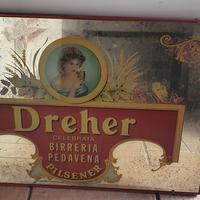 Dreher
CELEBRATA
BIRRERIA
PEDAVENA
PILSENER